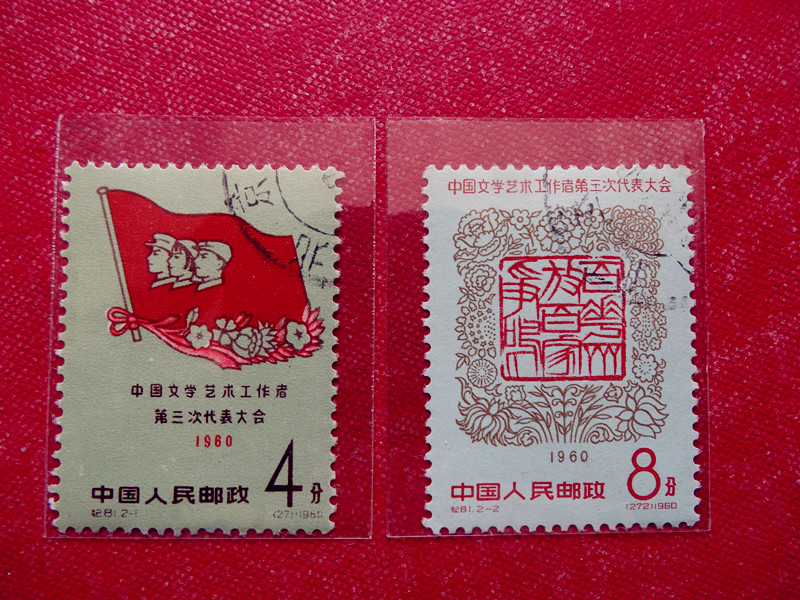 中国文学艺术工作者
第三次代表大会
1960
中国人民邮政 4分
纪81.2-1 (271)1960
中国文学艺术工作者第三次代表大会
百花齐放百家争鸣
1960
中国人民邮政 8分
纪81.2-2 (272)1960